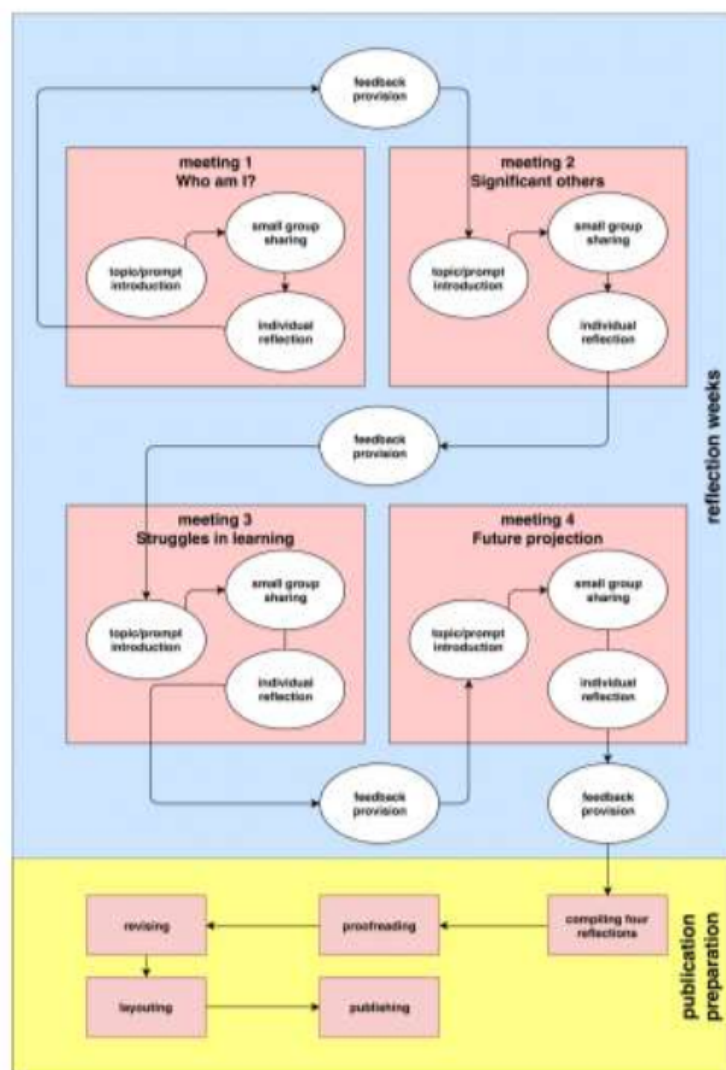 feedback
provision
meeting 1
Who am I?
small group
sharing
topic/prompt
introduction
individual
reflection
meeting 2
Significant others
small group
sharing
topic/prompt
introduction
individual
reflection
feedback
provision
meeting 3
Struggles in learning
small group
sharing
topic/prompt
introduction
individual
reflection
meeting 4
Future projection
small group
sharing
topic/prompt
introduction
individual
reflection
feedback
provision
feedback
provision
reflection weeks
compiling four
reflections
proofreading
revising
layouting
publishing
publication
preparation